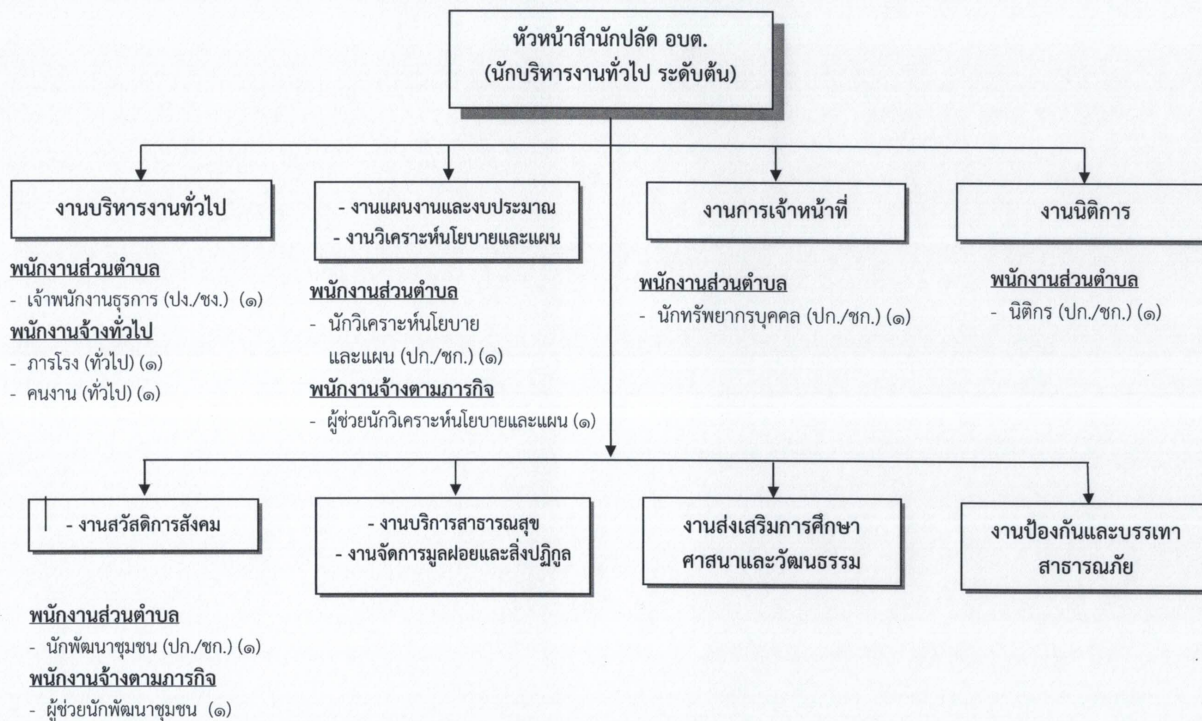 หัวหน้าสำนักปลัด อบต.
(นักบริหารงานทั่วไป ระดับต้น)
งานบริหารงานทั่วไป
พนักงานส่วนตำบล
- เจ้าพนักงานธุรการ (ปง./ชง.) (๑)
พนักงานจ้างทั่วไป
- ภารโรง (ทั่วไป) (๑)
- คนงาน (ทั่วไป) (๑)
- งานแผนงานและงบประมาณ
- งานวิเคราะห์นโยบายและแผน
พนักงานส่วนตำบล
- นักวิเคราะห์นโยบาย
และแผน (ปก./ชก.) (๑)
พนักงานจ้างตามภารกิจ
- ผู้ช่วยนักวิเคราะห์นโยบายและแผน (๑)
งานการเจ้าหน้าที่
พนักงานส่วนตำบล
- นักทรัพยากรบุคคล (ปก./ชก.) (๑)
งานนิติการ
พนักงานส่วนตำบล
- นิติกร (ปก./ชก.) (๑)
- งานสวัสดิการสังคม
พนักงานส่วนตำบล
- นักพัฒนาชุมชน (ปก./ชก.) (๑)
พนักงานจ้างตามภารกิจ
- ผู้ช่วยนักพัฒนาชุมชน (๑)
- งานบริการสาธารณสุข
- งานจัดการมูลฝอยและสิ่งปฏิกูล
งานส่งเสริมการศึกษา
ศาสนาและวัฒนธรรม
งานป้องกันและบรรเทา
สาธารณภัย